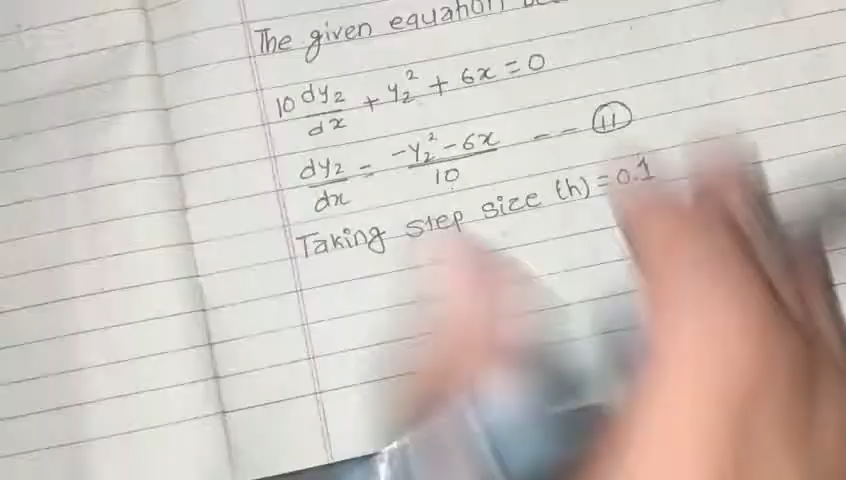 The given equation
10 dy₂/dx + y₂² + 6x = 0
dy₂/dx = (-y₂² - 6x)/10 -- (11)
Taking step size (h) = 0.1